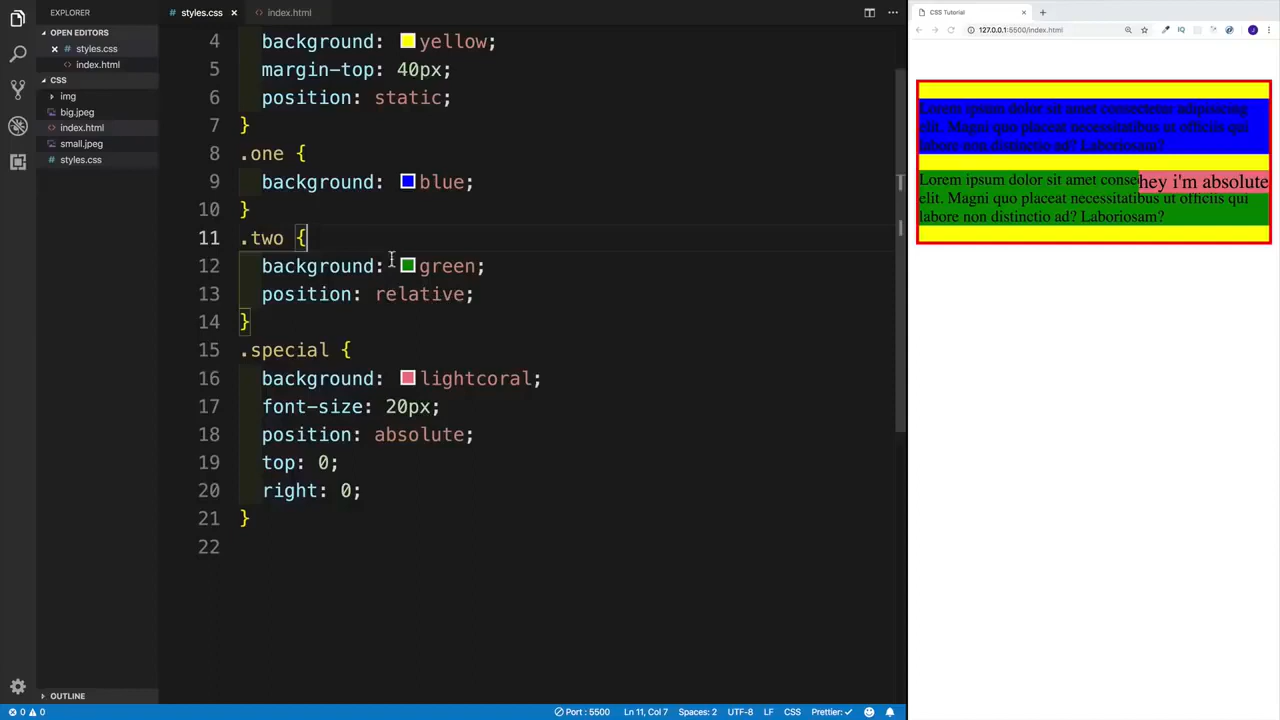 EXPLORER
OPEN EDITORS
styles.css
index.html
CSS
img
big.jpeg
index.html
small.jpeg
styles.css
OUTLINE
# styles.css
index.html
4 background: yellow;
5 margin-top: 40px;
6 position: static;
7 }
8 .one {
9 background: blue;
10 }
11 .two {
12 background: green;
13 position: relative;
14 }
15 .special {
16 background: lightcoral;
17 font-size: 20px;
18 position: absolute;
19 top: 0;
20 right: 0;
21 }
22
0 0
Port : 5500 Ln 11, Col 7 Spaces: 2 UTF-8 LF CSS Prettier: ✓
CSS Tutorial
127.0.0.1:5500/index.html
Lorem ipsum dolor sit amet consectetur adipisicing
elit. Magni quo placeat necessitatibus ut officiis qui
labore non distinctio ad? Laboriosam?
Lorem ipsum dolor sit amet conse hey i'm absolute
elit. Magni quo placeat necessitatibus ut officiis qui
labore non distinctio ad? Laboriosam?